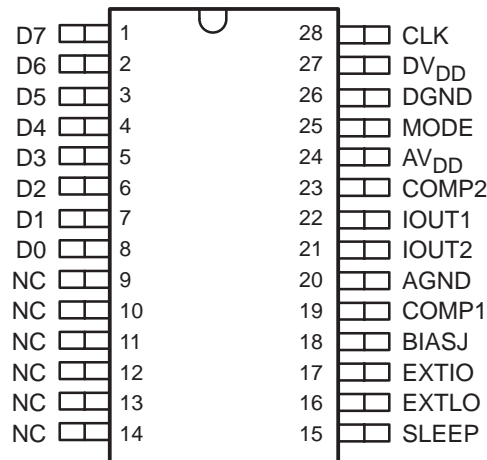 D7 1 28 CLK
D6 2 27 DVDD
D5 3 26 DGND
D4 4 25 MODE
D3 5 24 AVDD
D2 6 23 COMP2
D1 7 22 IOUT1
D0 8 21 IOUT2
NC 9 20 AGND
NC 10 19 COMP1
NC 11 18 BIASJ
NC 12 17 EXTIO
NC 13 16 EXTLO
NC 14 15 SLEEP